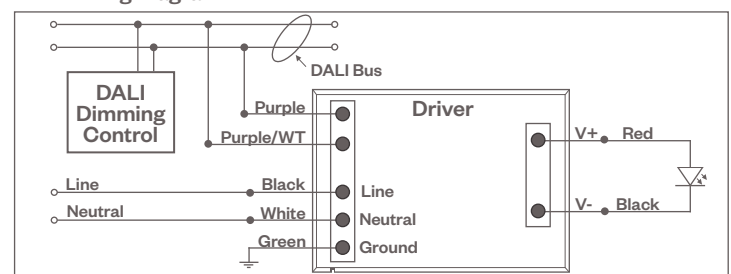 DALI Bus
DALI
Dimming
Control
Driver
Purple
Purple/WT
V+ Red
Line Black Line
Neutral White Neutral
V- Black
Green Ground